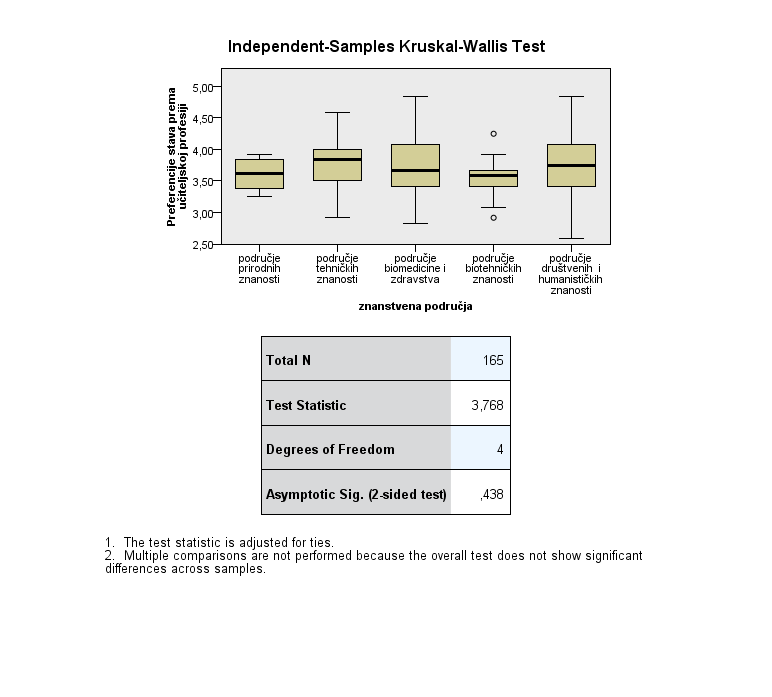 Independent-Samples Kruskal-Wallis Test
Preferencije stava prema
učiteljskoj profesiji
5,00
4,50
4,00
3,50
3,00
2,50
područje
prirodnih
znanosti
područje
tehničkih
znanosti
područje
biomedicine i
zdravstva
područje
biotehničkih
znanosti
područje
društvenih i
humanističkih
znanosti
znanstvena područja
Total N 165
Test Statistic 3,768
Degrees of Freedom 4
Asymptotic Sig. (2-sided test) ,438
1. The test statistic is adjusted for ties.
2. Multiple comparisons are not performed because the overall test does not show significant
differences across samples.